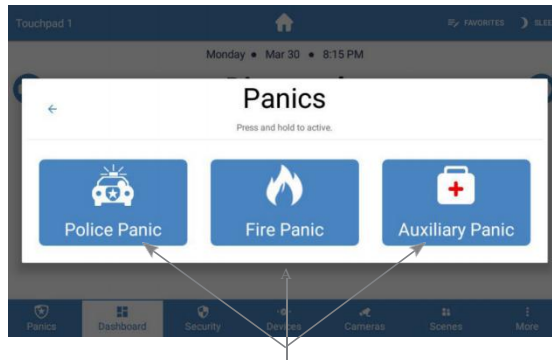 Touchpad 1
FAVORITES
Monday • Mar 30 • 8:15 PM
Panics
Press and hold to active.
Police Panic
Fire Panic
Auxiliary Panic
A
Panics
Dashboard
Security
Devices
Cameras
Scenes
More